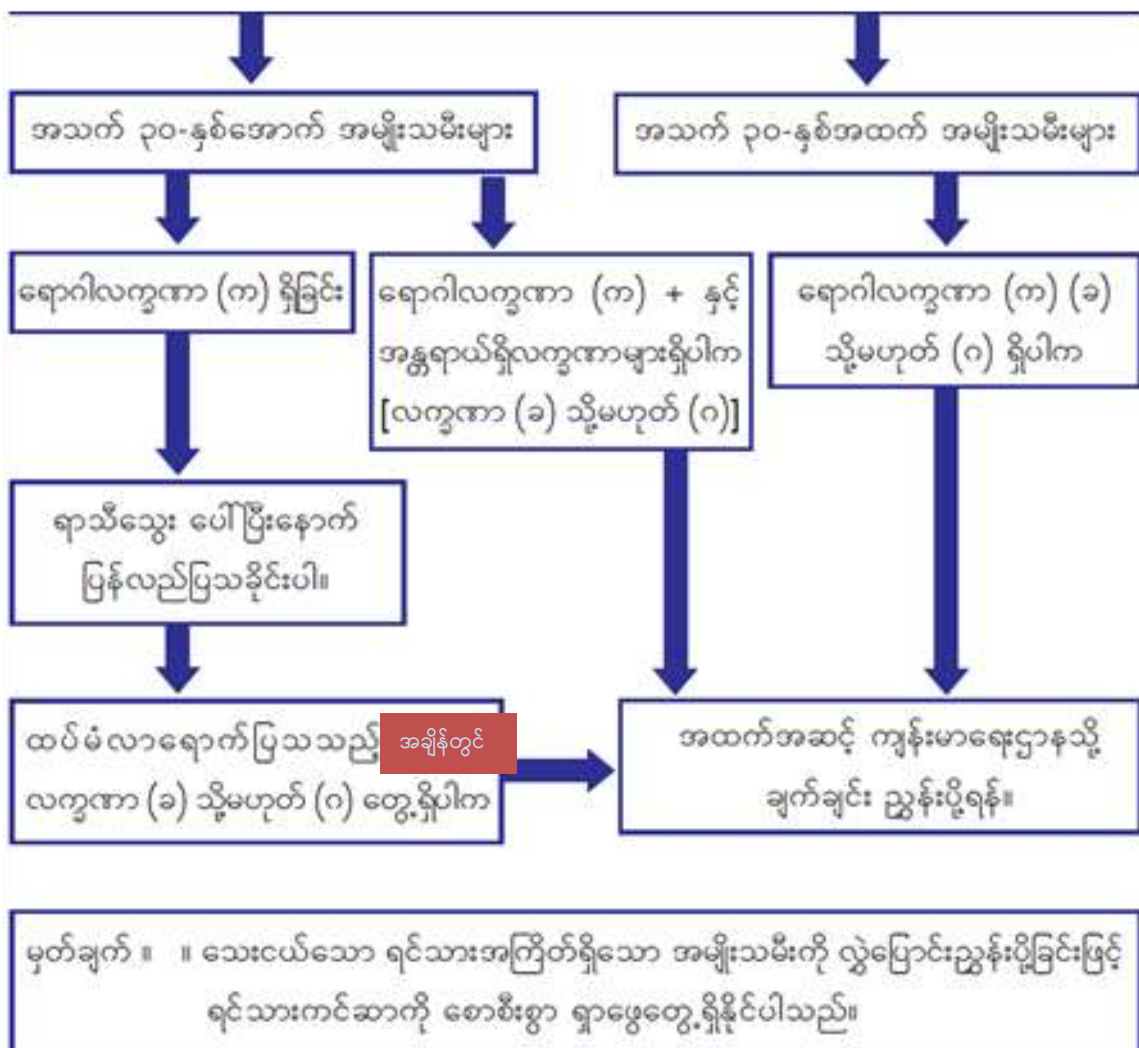 အသက် ၃၀-နှစ်အောက် အမျိုးသမီးများ
အသက် ၃၀-နှစ်အထက် အမျိုးသမီးများ
ရောဂါလက္ခဏာ (က) ရှိခြင်း
ရောဂါလက္ခဏာ (က) + နှင့်
အန္တရာယ်ရှိလက္ခဏာများရှိပါက
[လက္ခဏာ (ခ) သို့မဟုတ် (ဂ)]
ရောဂါလက္ခဏာ (က) (ခ)
သို့မဟုတ် (ဂ) ရှိပါက
ရာသီသွေး ပေါ်ပြီးနောက်
ပြန်လည်ပြသခိုင်းပါ။
ထပ်မံလာရောက်ပြသသည့် အချိန်တွင်
လက္ခဏာ (ခ) သို့မဟုတ် (ဂ) တွေ့ရှိပါက
အထက်အဆင့် ကျန်းမာရေးဌာနသို့
ချက်ချင်း ညွှန်းပို့ရန်။
မှတ်ချက် ။ ။ သေးငယ်သော ရင်သားအကြိတ်ရှိသော အမျိုးသမီးကို လွှဲပြောင်းညွှန်းပို့ခြင်းဖြင့်
ရင်သားကင်ဆာကို စောစီးစွာ ရှာဖွေတွေ့ရှိနိုင်ပါသည်။